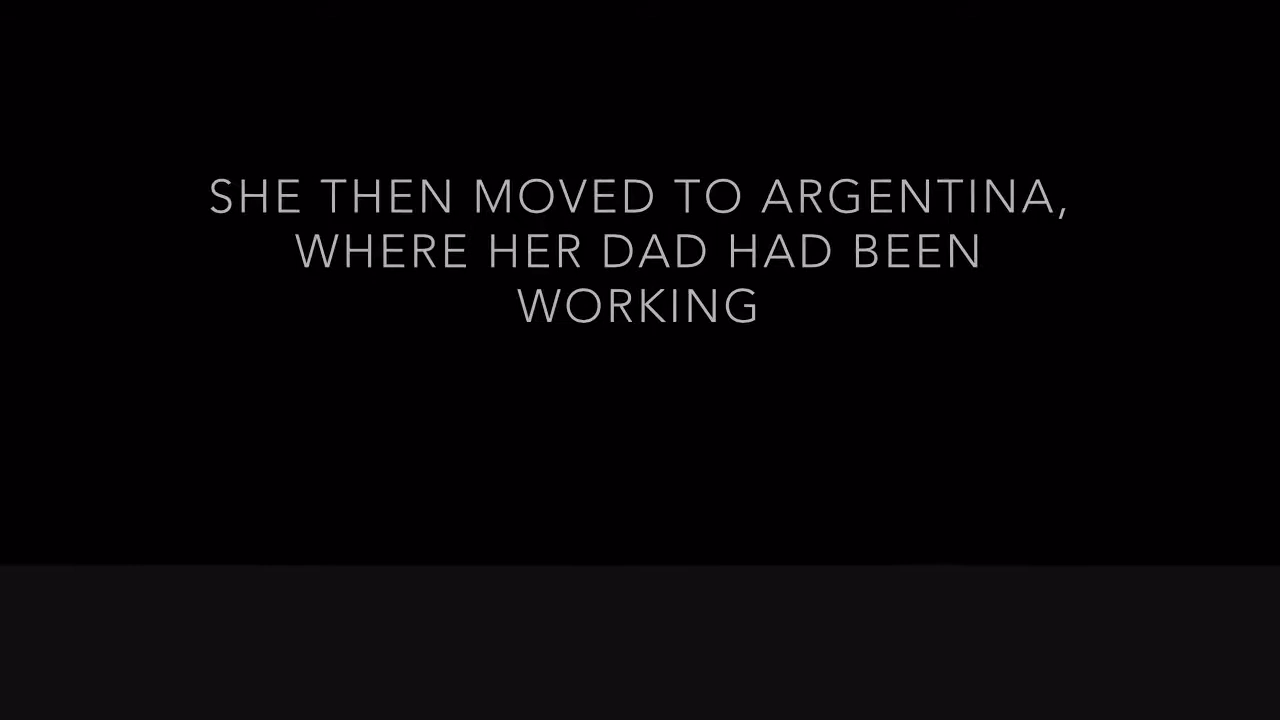 SHE THEN MOVED TO ARGENTINA,
WHERE HER DAD HAD BEEN
WORKING